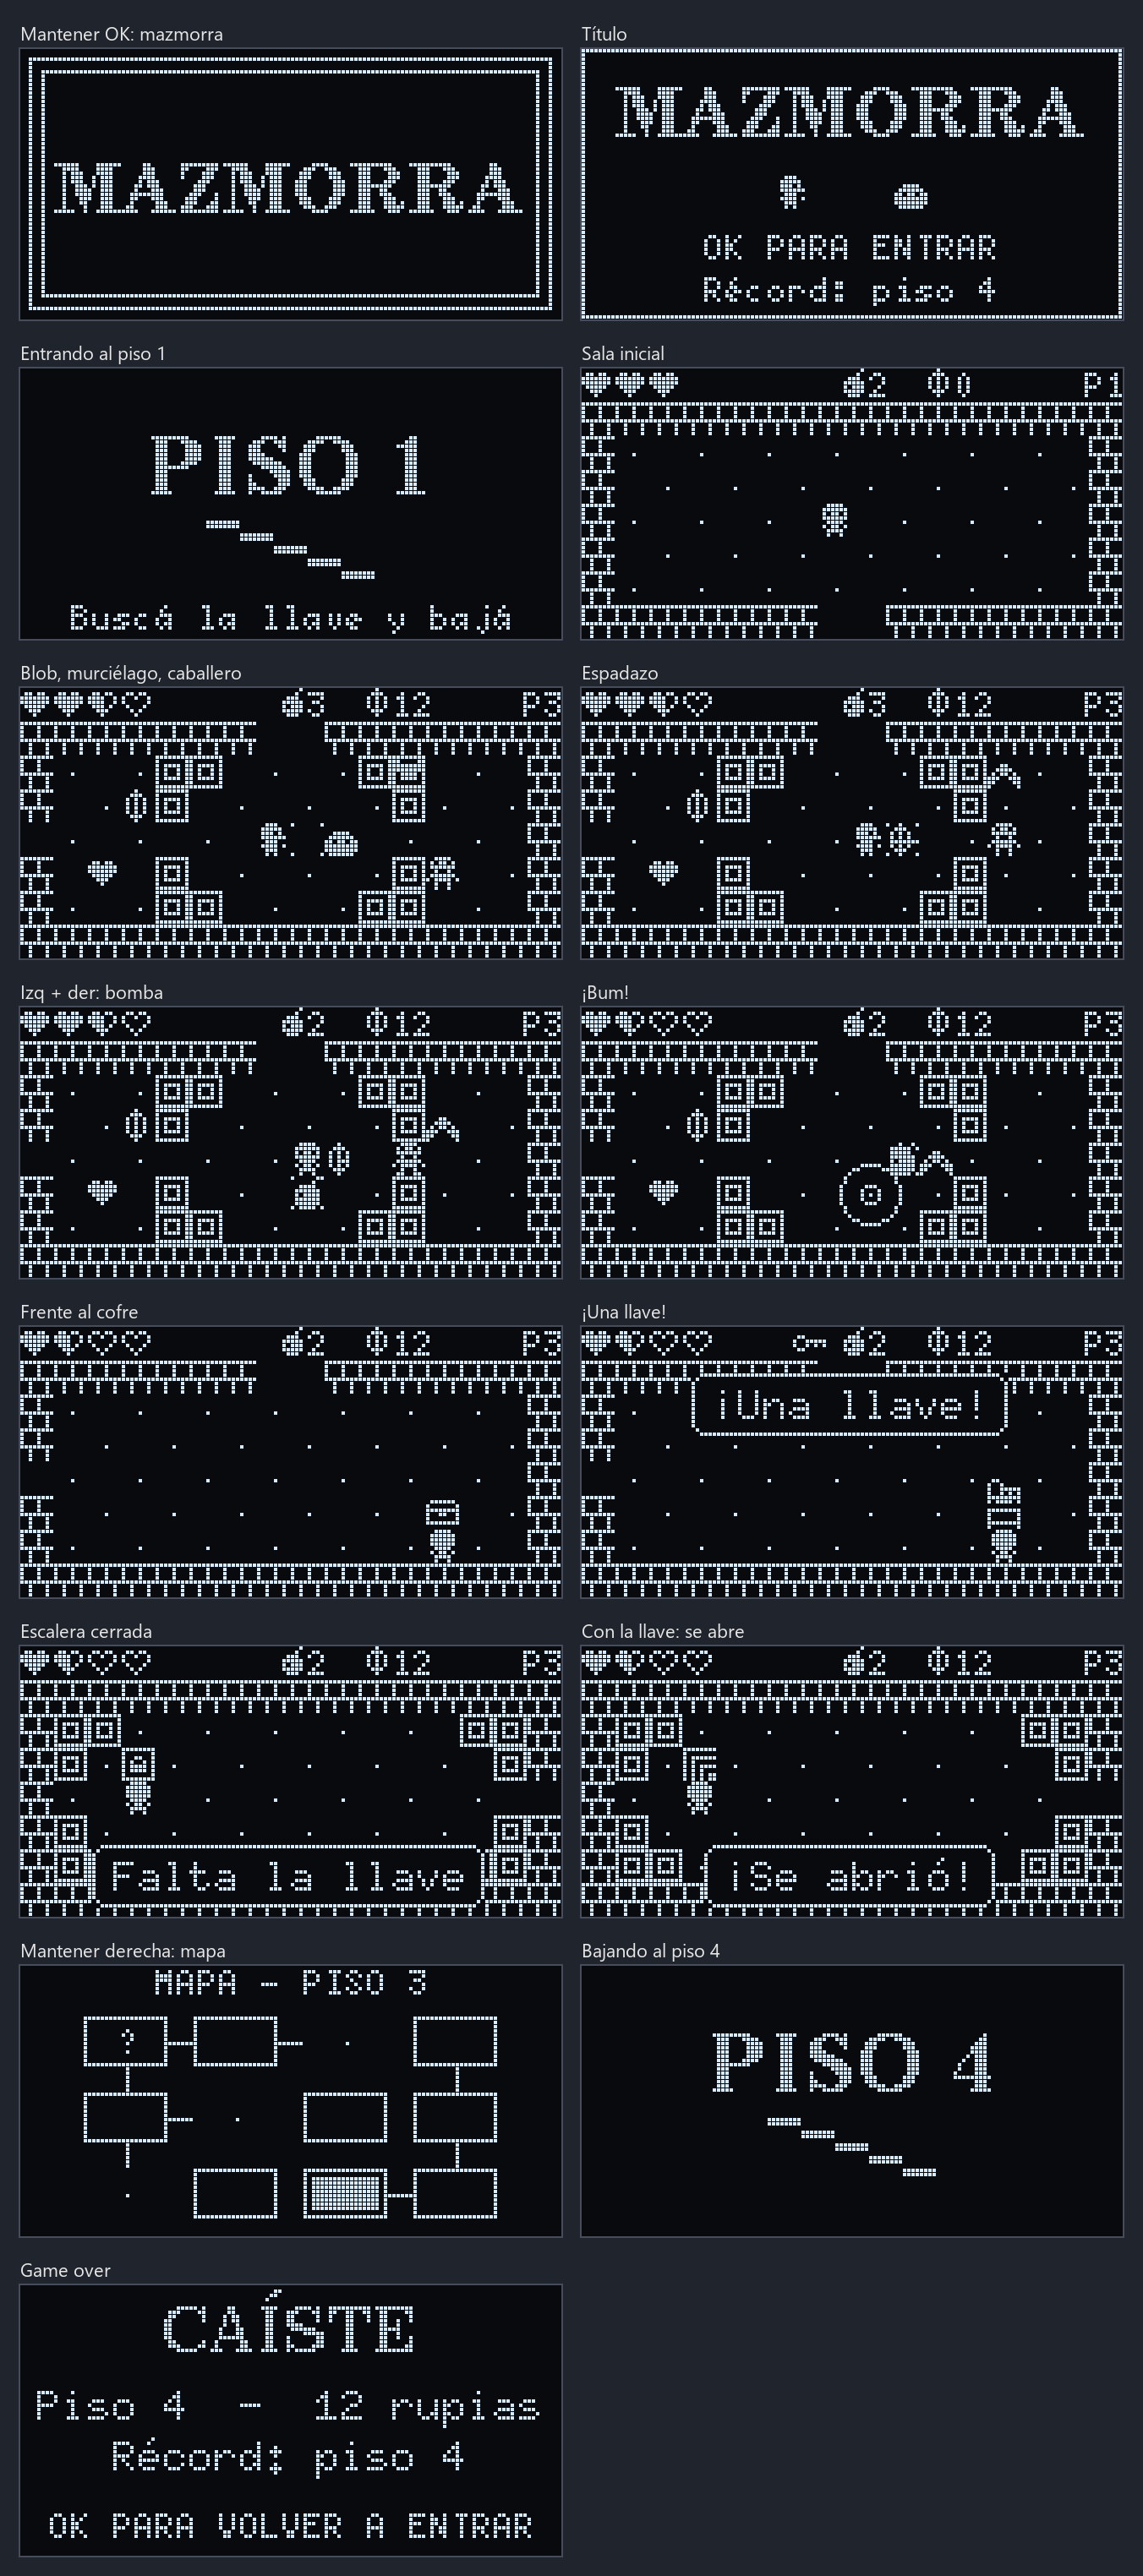 Mantener OK: mazmorra
MAZMORRA
Título
MAZMORRA
OK PARA ENTRAR
Récord: piso 4
Entrando al piso 1
PISO 1
Buscá la llave y bajá
Sala inicial
2 0 P1
Blob, murciélago, caballero
3 12 P3
Espadazo
3 12 P3
Izq + der: bomba
2 12 P3
¡Bum!
2 12 P3
Frente al cofre
2 12 P3
¡Una llave!
2 12 P3
¡Una llave!
Escalera cerrada
2 12 P3
Falta la llave
Con la llave: se abre
2 12 P3
¡Se abrió!
Mantener derecha: mapa
MAPA - PISO 3
?
Bajando al piso 4
PISO 4
Game over
CAÍSTE
Piso 4 - 12 rupias
Récord: piso 4
OK PARA VOLVER A ENTRAR